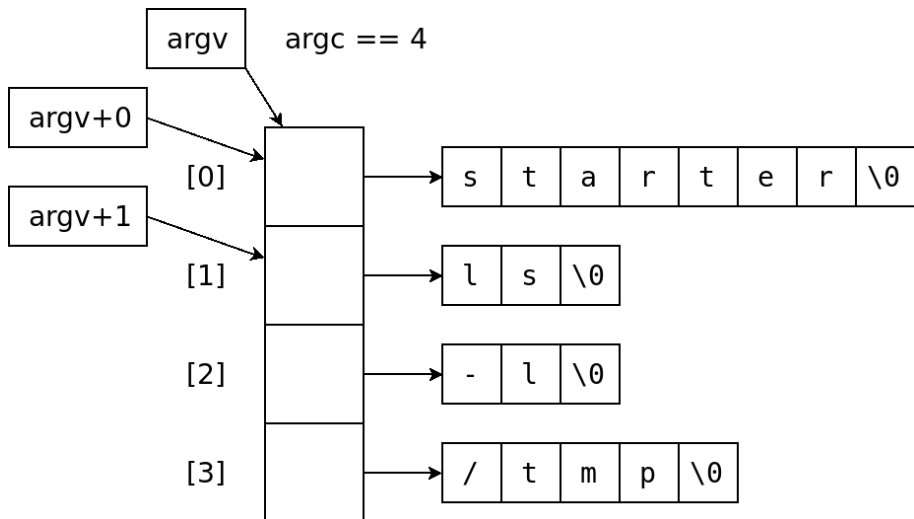 argv argc == 4
argv+0
[0] s t a r t e r \0
argv+1
[1] l s \0
[2] - l \0
[3] / t m p \0